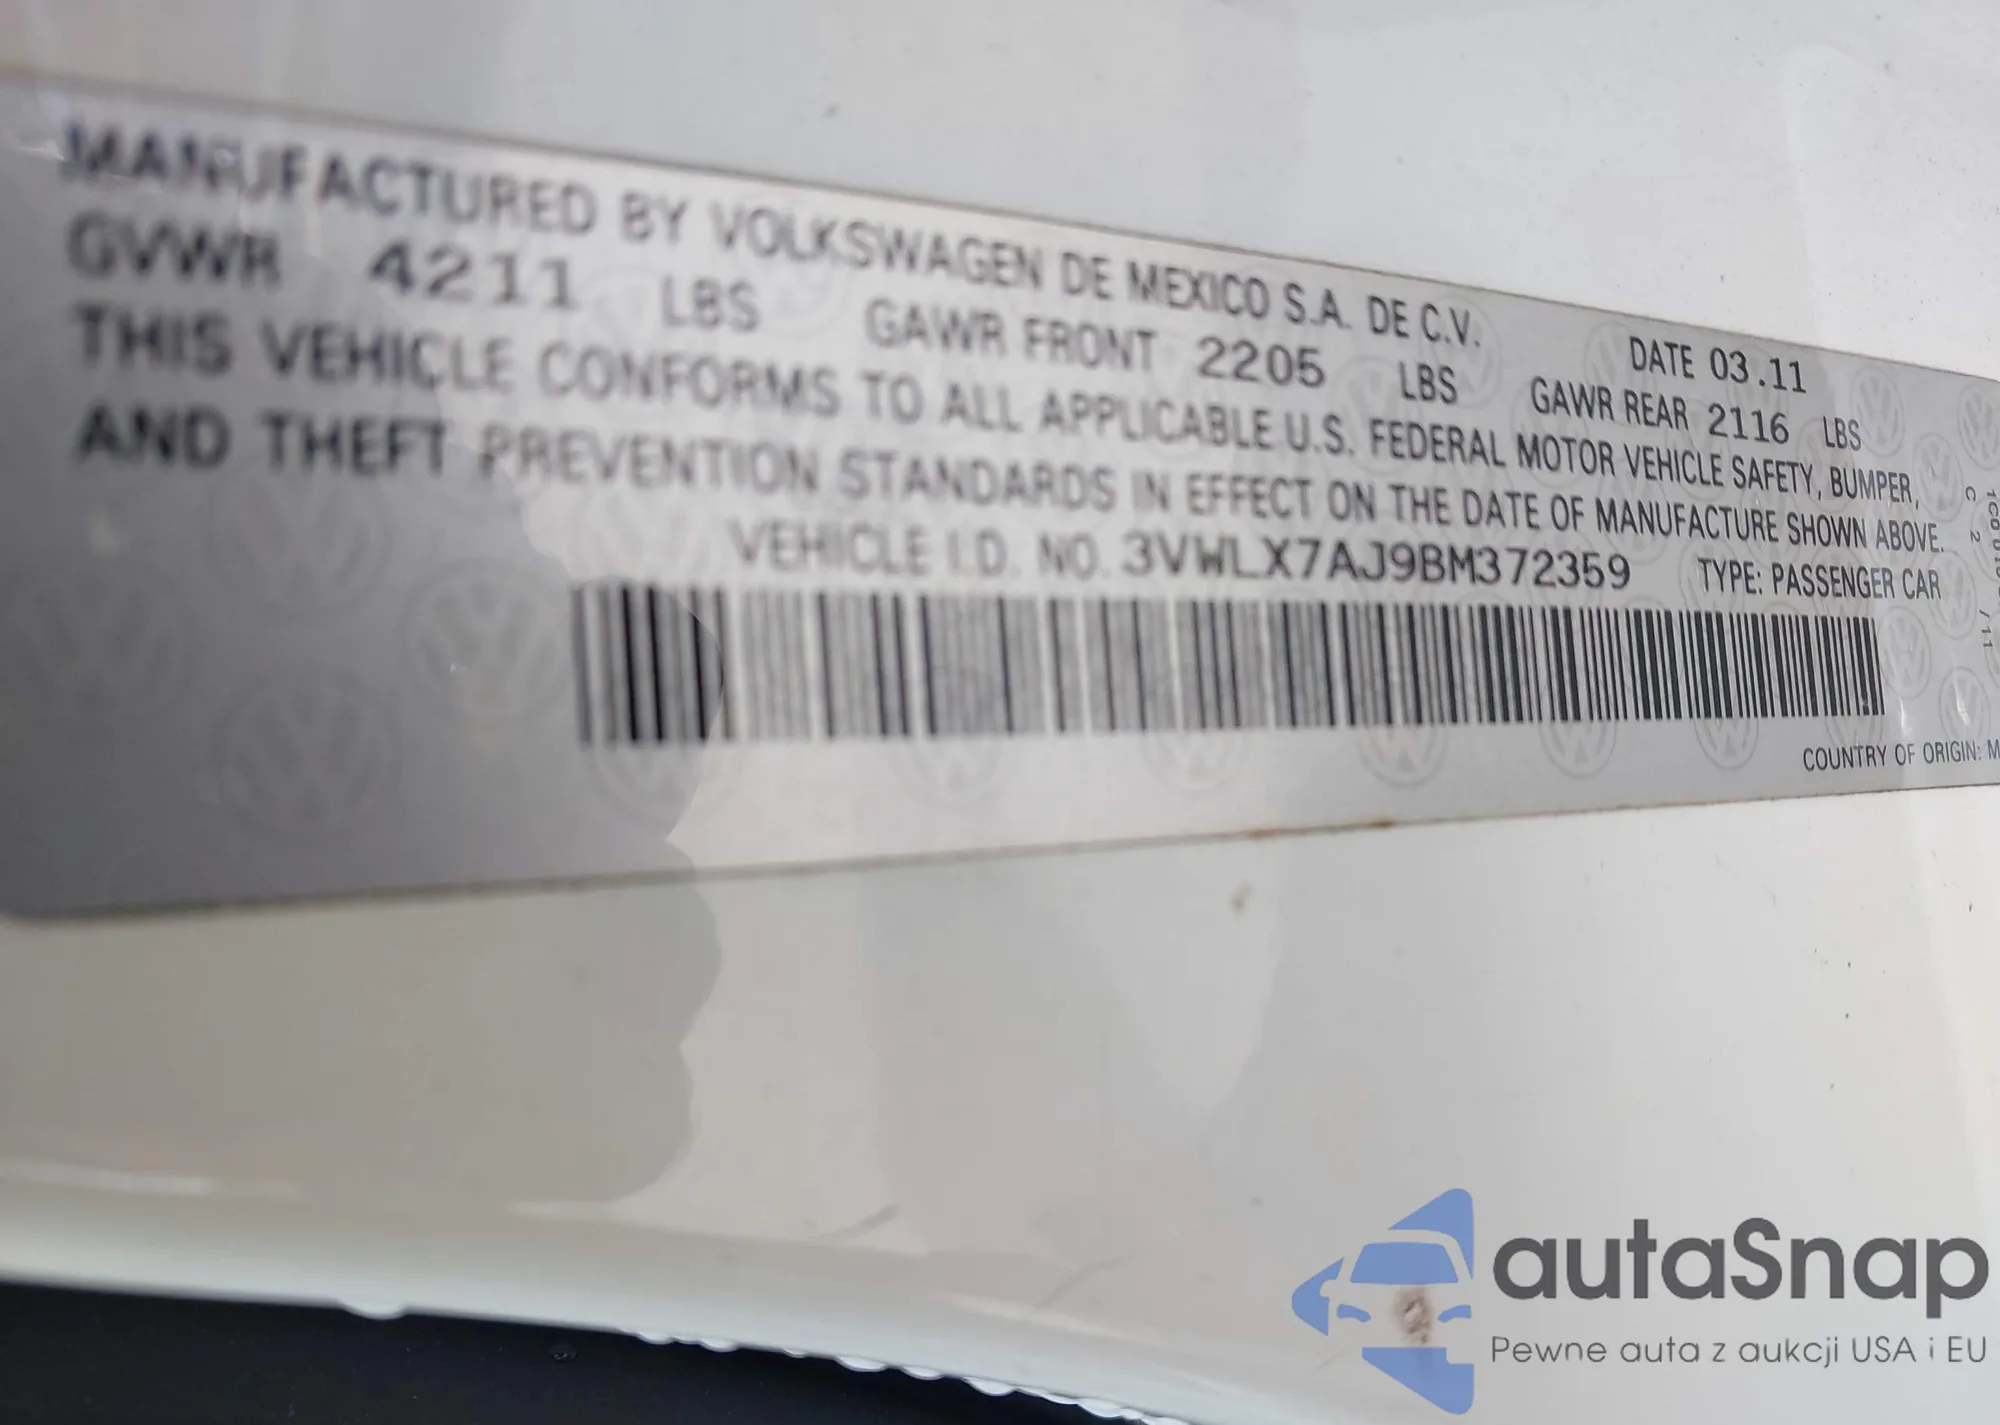 MANUFACTURED BY VOLKSWAGEN DE MEXICO S.A. DE C.V. DATE 03.11
GVWR 4211 LBS GAWR FRONT 2205 LBS GAWR REAR 2116 LBS
THIS VEHICLE CONFORMS TO ALL APPLICABLE U.S. FEDERAL MOTOR VEHICLE SAFETY, BUMPER,
AND THEFT PREVENTION STANDARDS IN EFFECT ON THE DATE OF MANUFACTURE SHOWN ABOVE.
VEHICLE I.D. NO. 3VWLX7AJ9BM372359 TYPE: PASSENGER CAR
COUNTRY OF ORIGIN: M
C 2
autaSnap
Pewne auta z aukcji USA i EU